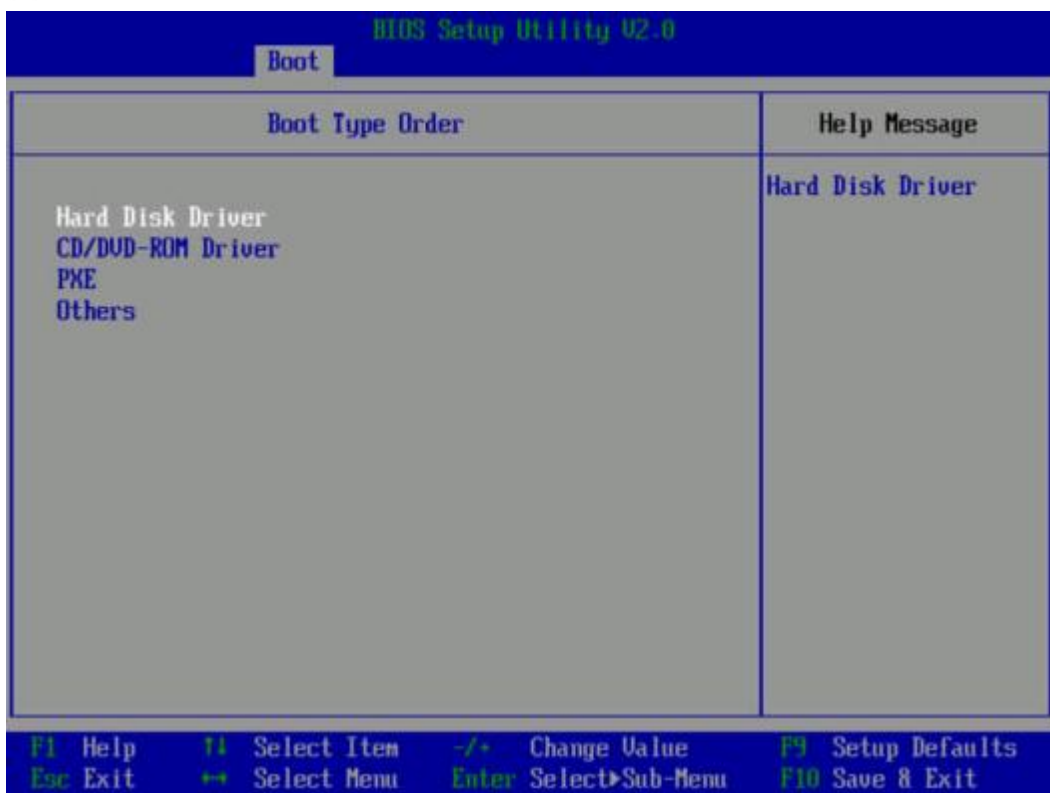 BIOS Setup Utility V2.0
Boot
Boot Type Order
Help Message
Hard Disk Driver
CD/DVD-ROM Driver
PXE
Others
Hard Disk Driver
F1 Help ↑↓ Select Item -/+ Change Value F9 Setup Defaults
Esc Exit ←→ Select Menu Enter Select▶Sub-Menu F10 Save & Exit